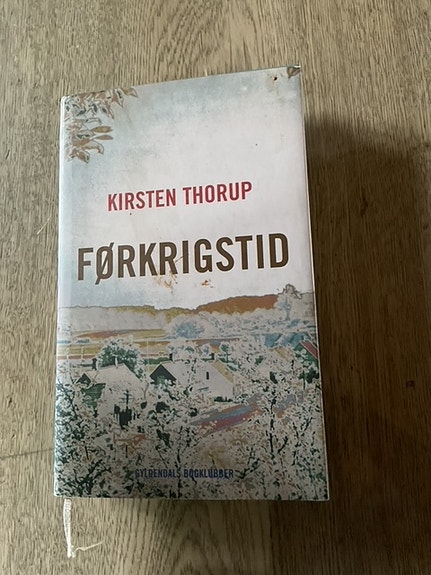 KIRSTEN THORUP
FØRKRIGSTID
GYLDENDALS BOGKLUBBER